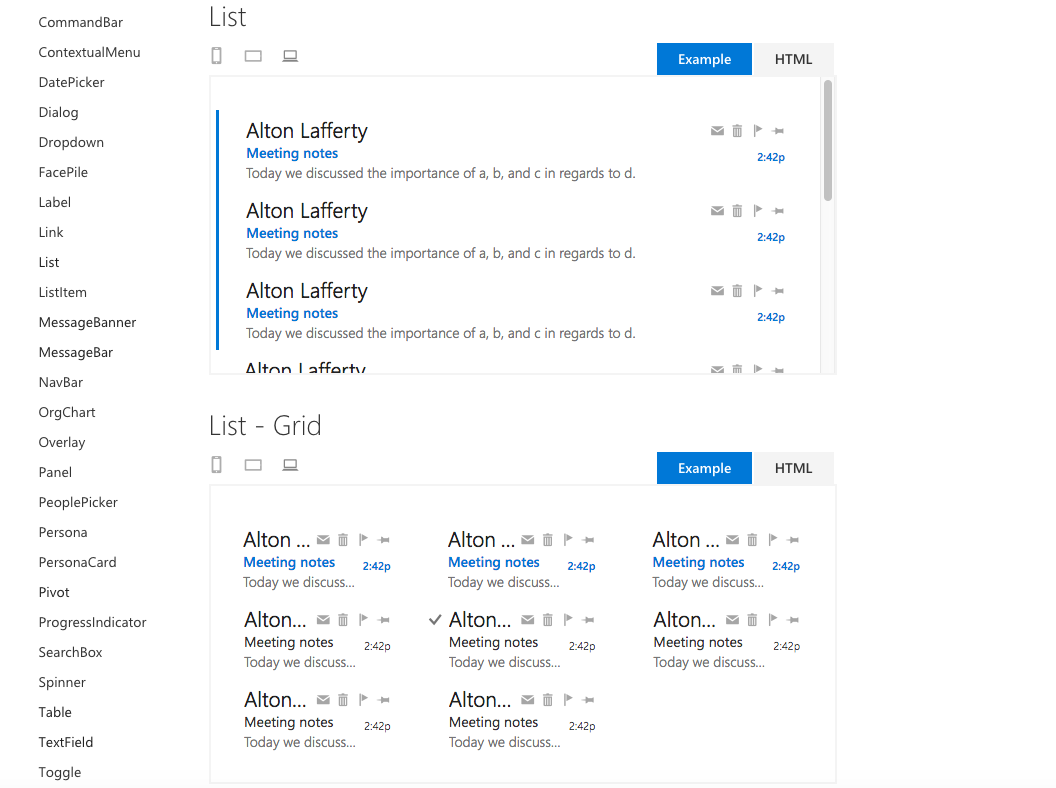 CommandBar
ContextualMenu
DatePicker
Dialog
Dropdown
FacePile
Label
Link
List
ListItem
MessageBanner
MessageBar
NavBar
OrgChart
Overlay
Panel
PeoplePicker
Persona
PersonaCard
Pivot
ProgressIndicator
SearchBox
Spinner
Table
TextField
Toggle
List
Example HTML
Alton Lafferty
Meeting notes 2:42p
Today we discussed the importance of a, b, and c in regards to d.
Alton Lafferty
Meeting notes 2:42p
Today we discussed the importance of a, b, and c in regards to d.
Alton Lafferty
Meeting notes 2:42p
Today we discussed the importance of a, b, and c in regards to d.
Alton Lafferty
List - Grid
Example HTML
Alton ... Alton ... Alton ...
Meeting notes 2:42p Meeting notes 2:42p Meeting notes 2:42p
Today we discuss... Today we discuss... Today we discuss...
Alton... Alton... Alton...
Meeting notes 2:42p Meeting notes 2:42p Meeting notes 2:42p
Today we discuss... Today we discuss... Today we discuss...
Alton... Alton...
Meeting notes 2:42p Meeting notes 2:42p
Today we discuss... Today we discuss...